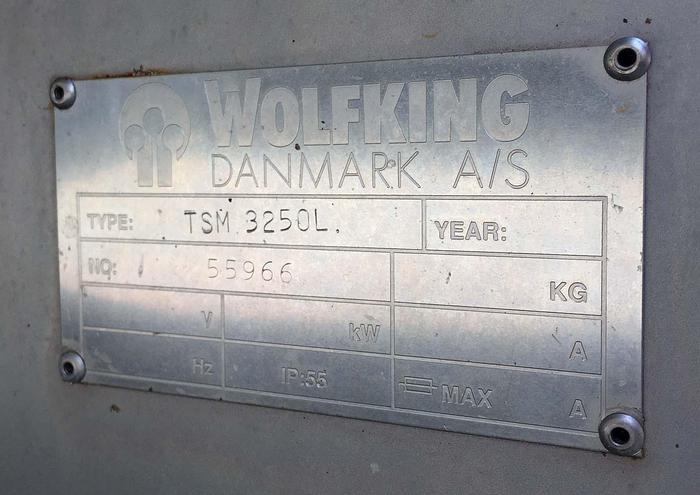 WOLFKING
DANMARK A/S
TYPE: TSM 3250L. YEAR:
NO: 55966 KG
V kW A
Hz IP:55 MAX A